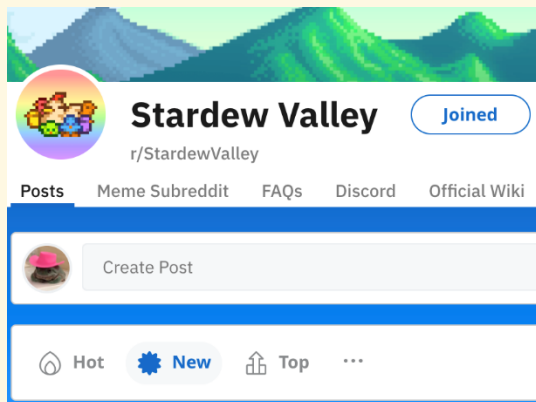 Stardew Valley Joined
r/StardewValley
Posts Meme Subreddit FAQs Discord Official Wiki
Create Post
Hot New Top ...